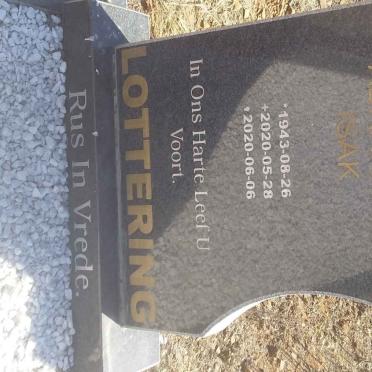 ISAK
*1943-08-26
+2020-05-28
•2020-06-06
In Ons Harte Leef U
Voort.
LOTTERING
Rus In Vrede.